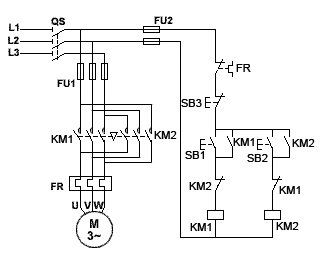 L1 QS FU2
L2
L3
FU1
FR
SB3
KM1 KM2 KM1 KM2
SB1 SB2
KM2 KM1
FR
U V W
KM1 KM2
M
3~